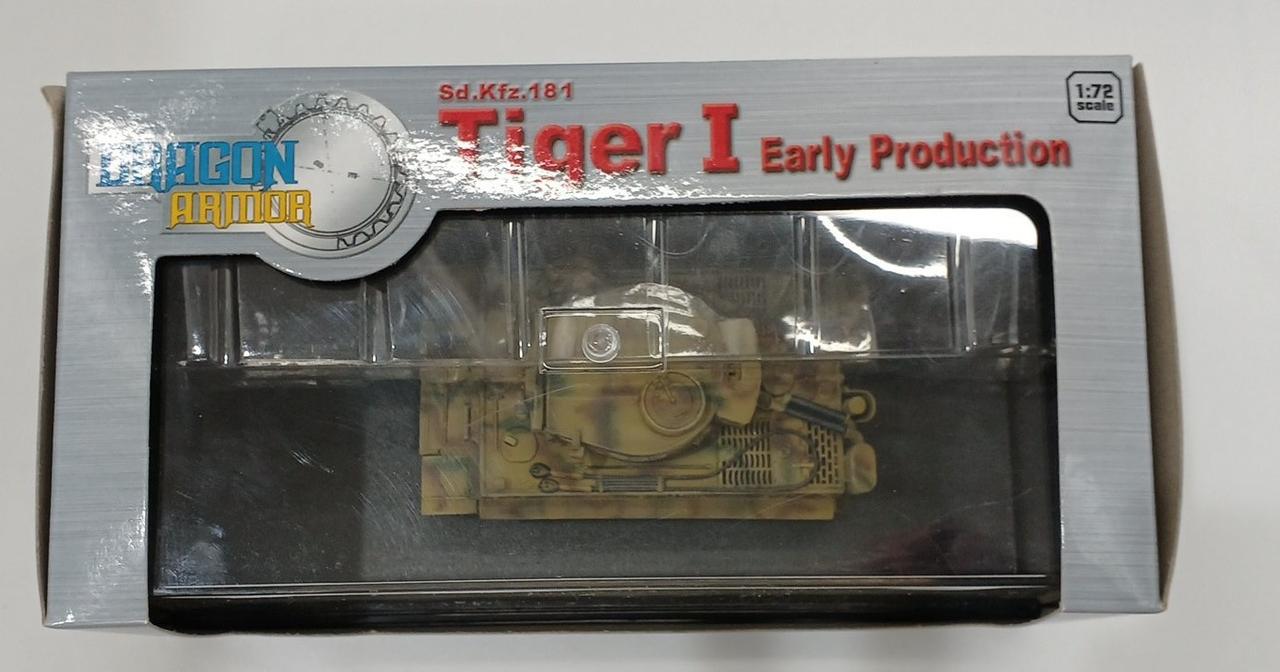 DRAGON
ARMOR
Sd.Kfz.181
Tiger I Early Production
1:72
scale